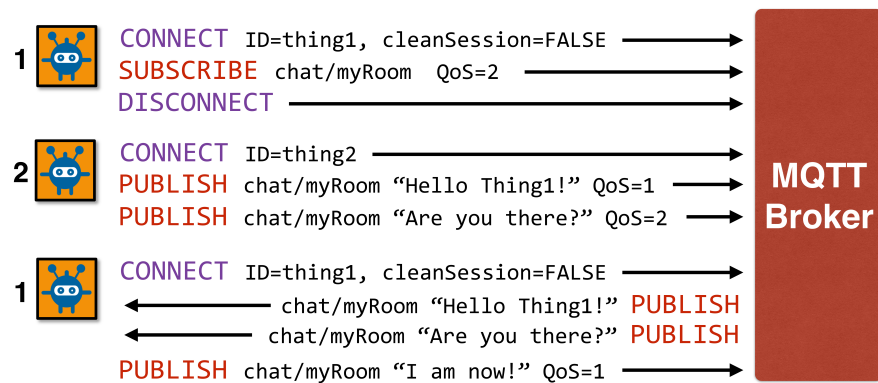 1
CONNECT ID=thing1, cleanSession=FALSE
SUBSCRIBE chat/myRoom QoS=2
DISCONNECT
2
CONNECT ID=thing2
PUBLISH chat/myRoom “Hello Thing1!” QoS=1
PUBLISH chat/myRoom “Are you there?” QoS=2
1
CONNECT ID=thing1, cleanSession=FALSE
chat/myRoom “Hello Thing1!” PUBLISH
chat/myRoom “Are you there?” PUBLISH
PUBLISH chat/myRoom “I am now!” QoS=1
MQTT
Broker